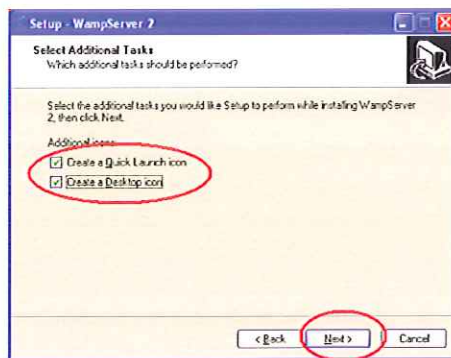 Setup - WampServer 2
Select Additional Tasks
Which additional tasks should be performed?
Select the additional tasks you would like Setup to perform while installing WampServer
2, then click Next.
Additional icons:
Create a Quick Launch icon
Create a Desktop icon
< Back
Next >
Cancel